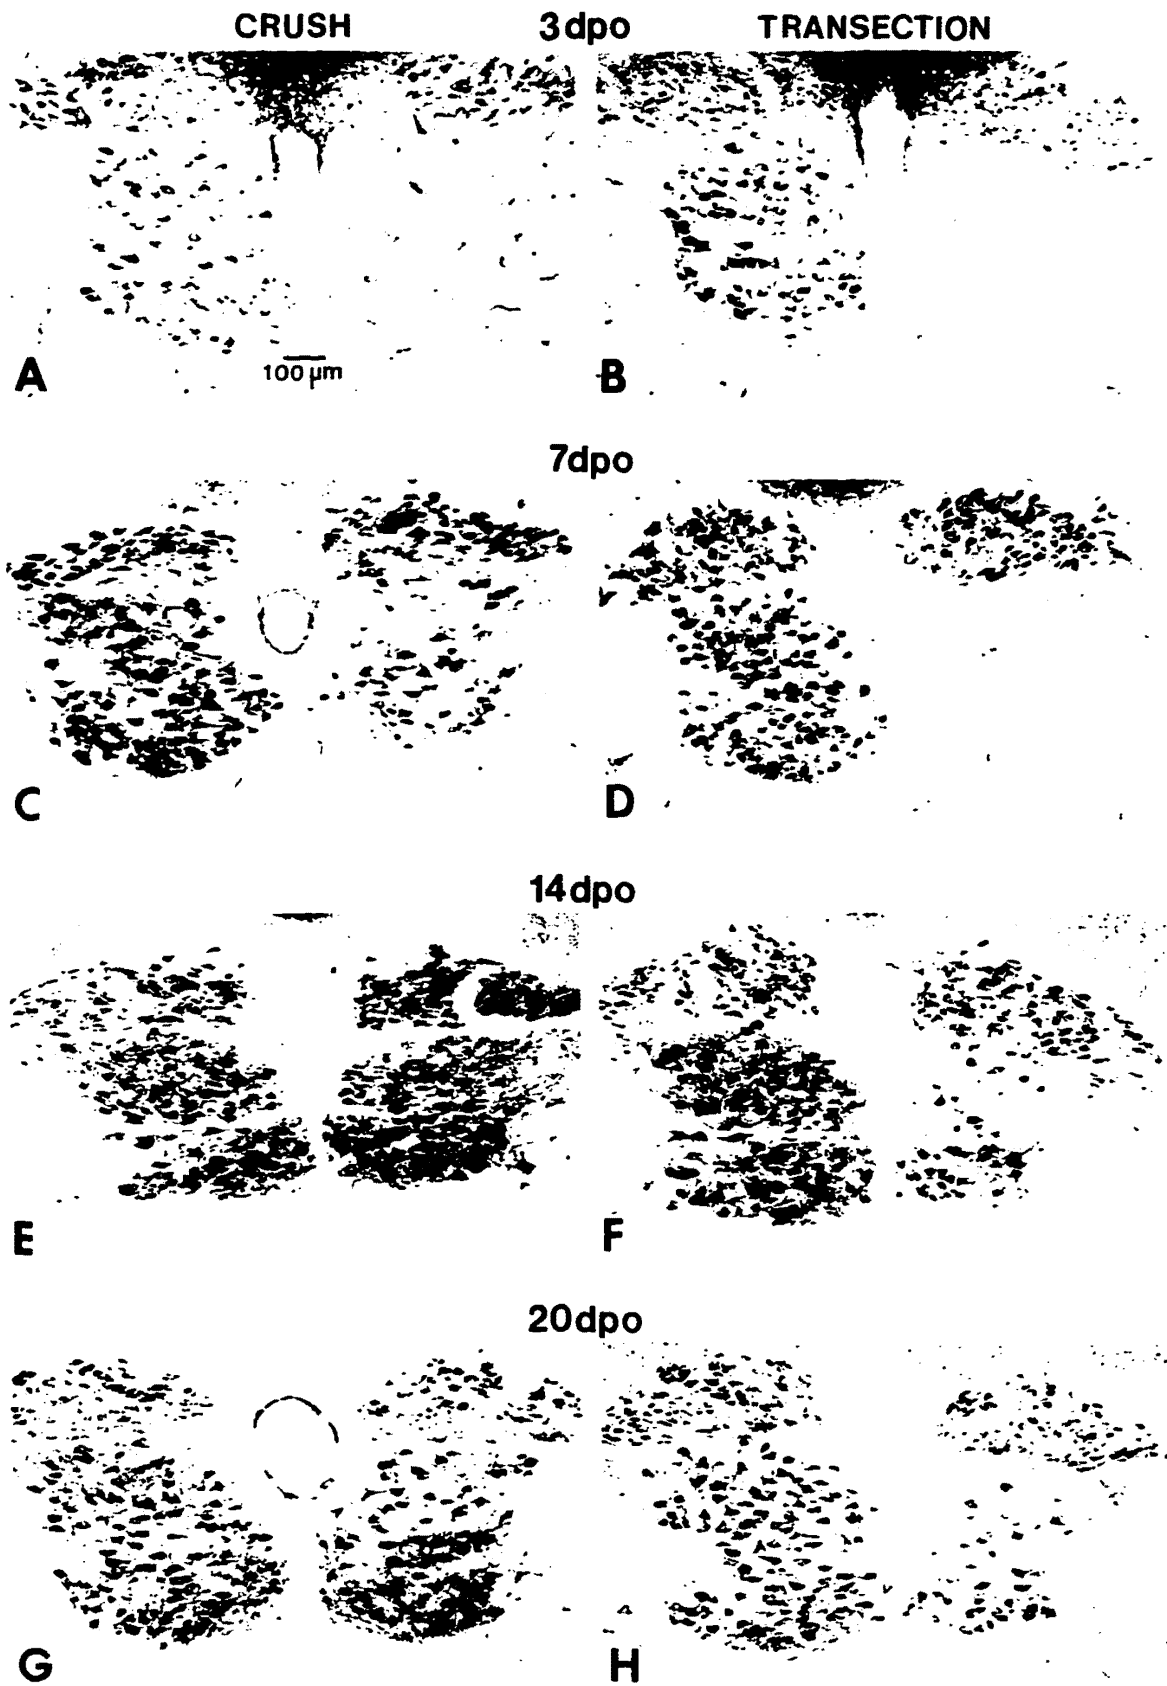 CRUSH 3dpo TRANSECTION
A 100 µm B
7dpo
C D
14dpo
E F
20dpo
G H